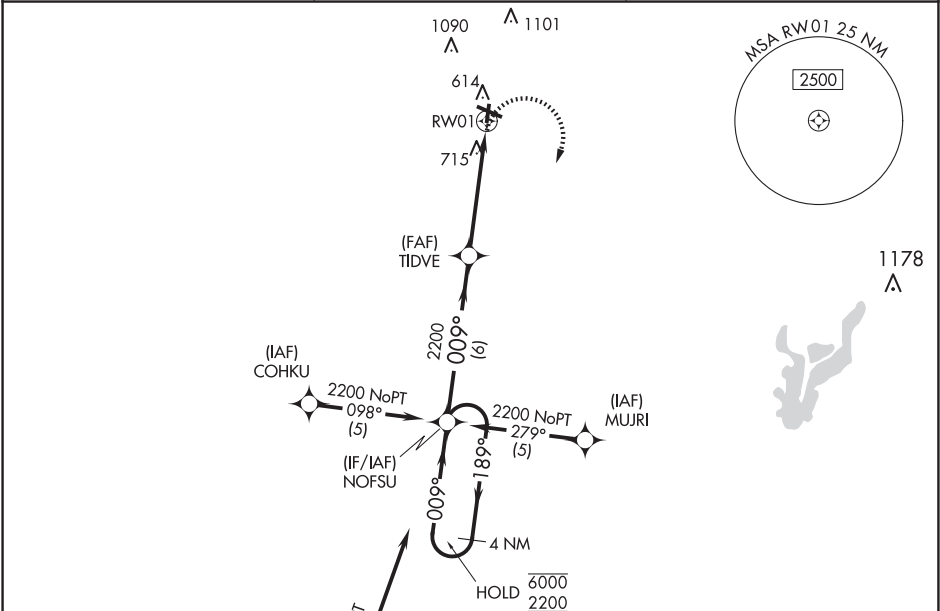 1090
1101
MSA RW01 25 NM
2500
614
RW01
715
(FAF)
TIDVE
1178
2200
009°
(6)
(IAF)
COHKU
2200 NoPT
098°
(5)
2200 NoPT
279°
(5)
(IAF)
MUJRI
(IF/IAF)
NOFSU
009°
189°
4 NM
HOLD 6000
2200